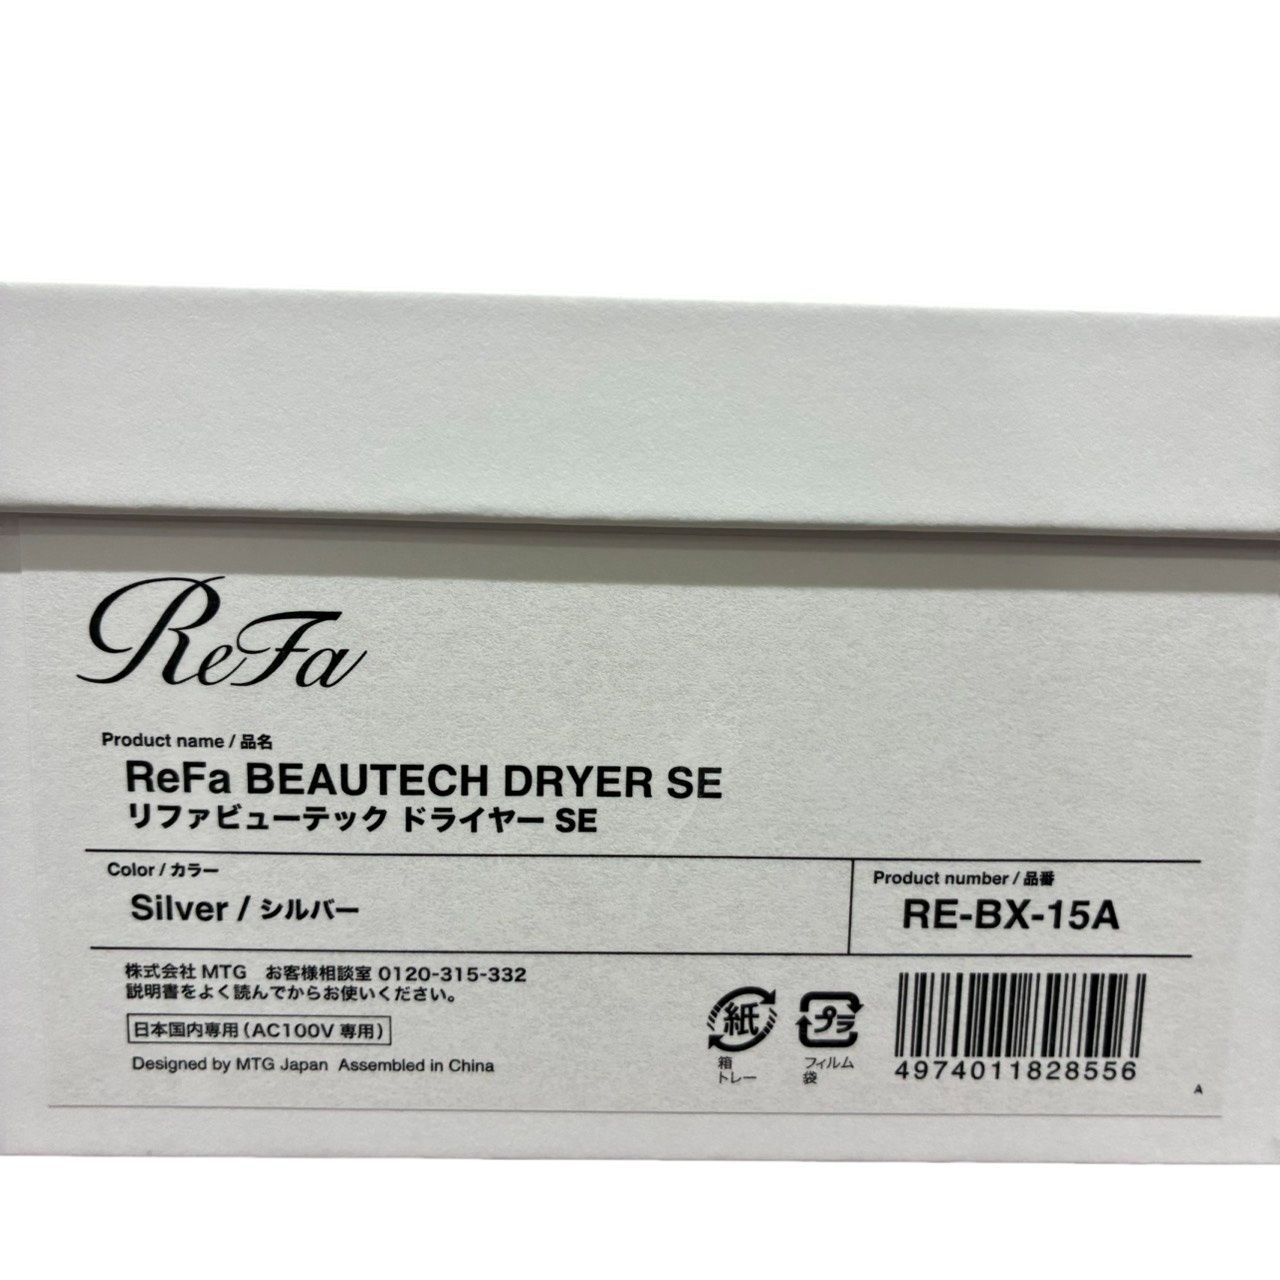 ReFa
Product name / 品名
ReFa BEAUTECH DRYER SE
リファビューテック ドライヤー SE
Color / カラー
Silver / シルバー
Product number / 品番
RE-BX-15A
株式会社 MTG お客様相談室 0120-315-332
説明書をよく読んでからお使いください。
日本国内専用（AC100V 専用）
Designed by MTG Japan Assembled in China
紙
箱
トレー
プラ
フィルム
袋
4974011828556
A